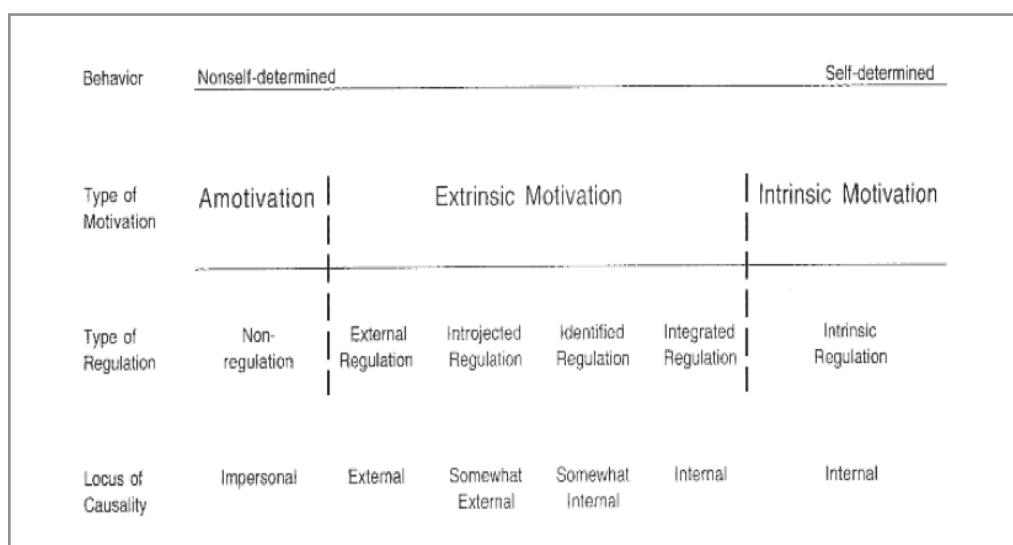 Behavior Nonself-determined Self-determined
Type of
Motivation
Amotivation Extrinsic Motivation Intrinsic Motivation
Type of
Regulation
Non-
regulation
External
Regulation
Introjected
Regulation
Identified
Regulation
Integrated
Regulation
Intrinsic
Regulation
Locus of
Causality
Impersonal
External
Somewhat
External
Somewhat
Internal
Internal
Internal